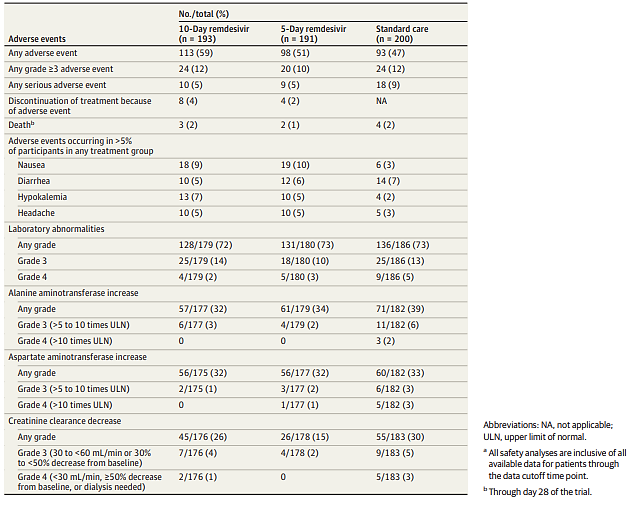 No./total (%)
Adverse events
10-Day remdesivir (n = 193)
5-Day remdesivir (n = 191)
Standard care (n = 200)
Any adverse event 113 (59) 98 (51) 93 (47)
Any grade ≥3 adverse event 24 (12) 20 (10) 24 (12)
Any serious adverse event 10 (5) 9 (5) 18 (9)
Discontinuation of treatment because of adverse event 8 (4) 4 (2) NA
Deathᵇ 3 (2) 2 (1) 4 (2)
Adverse events occurring in >5% of participants in any treatment group
Nausea 18 (9) 19 (10) 6 (3)
Diarrhea 10 (5) 12 (6) 14 (7)
Hypokalemia 13 (7) 10 (5) 4 (2)
Headache 10 (5) 10 (5) 5 (3)
Laboratory abnormalities
Any grade 128/179 (72) 131/180 (73) 136/186 (73)
Grade 3 25/179 (14) 18/180 (10) 25/186 (13)
Grade 4 4/179 (2) 5/180 (3) 9/186 (5)
Alanine aminotransferase increase
Any grade 57/177 (32) 61/179 (34) 71/182 (39)
Grade 3 (>5 to 10 times ULN) 6/177 (3) 4/179 (2) 11/182 (6)
Grade 4 (>10 times ULN) 0 0 3 (2)
Aspartate aminotransferase increase
Any grade 56/175 (32) 56/177 (32) 60/182 (33)
Grade 3 (>5 to 10 times ULN) 2/175 (1) 3/177 (2) 6/182 (3)
Grade 4 (>10 times ULN) 0 1/177 (1) 5/182 (3)
Creatinine clearance decrease
Any grade 45/176 (26) 26/178 (15) 55/183 (30)
Grade 3 (30 to <60 mL/min or 30% to <50% decrease from baseline) 7/176 (4) 4/178 (2) 9/183 (5)
Grade 4 (<30 mL/min, ≥50% decrease from baseline, or dialysis needed) 2/176 (1) 0 5/183 (3)
Abbreviations: NA, not applicable;
ULN, upper limit of normal.
ᵃ All safety analyses are inclusive of all
available data for patients through
the data cutoff time point.
ᵇ Through day 28 of the trial.